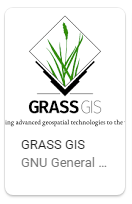 GRASS GIS
ing advanced geospatial technologies to the
GRASS GIS
GNU General ...